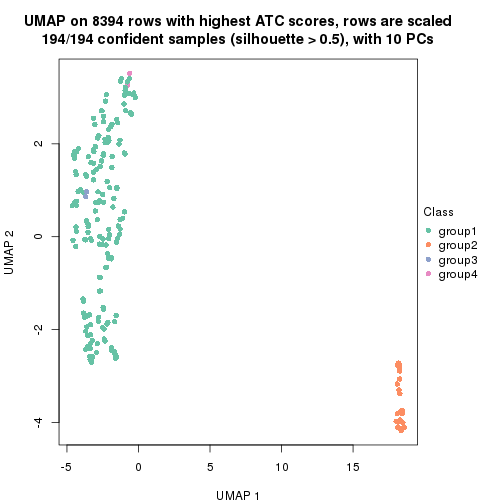 UMAP on 8394 rows with highest ATC scores, rows are scaled
194/194 confident samples (silhouette > 0.5), with 10 PCs
2
0
-2
-4
UMAP 2
-5
0
5
10
15
UMAP 1
Class
group1
group2
group3
group4